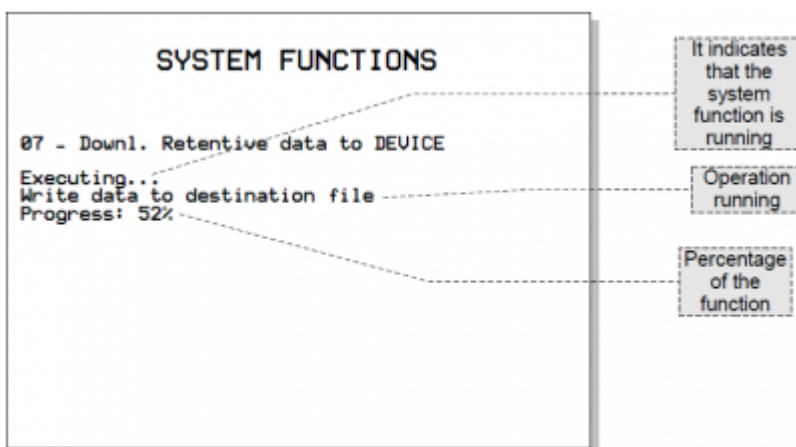 SYSTEM FUNCTIONS
07 - Downl. Retentive data to DEVICE
Executing...
Write data to destination file
Progress: 52%
It indicates
that the
system
function is
running
Operation
running
Percentage
of the
function